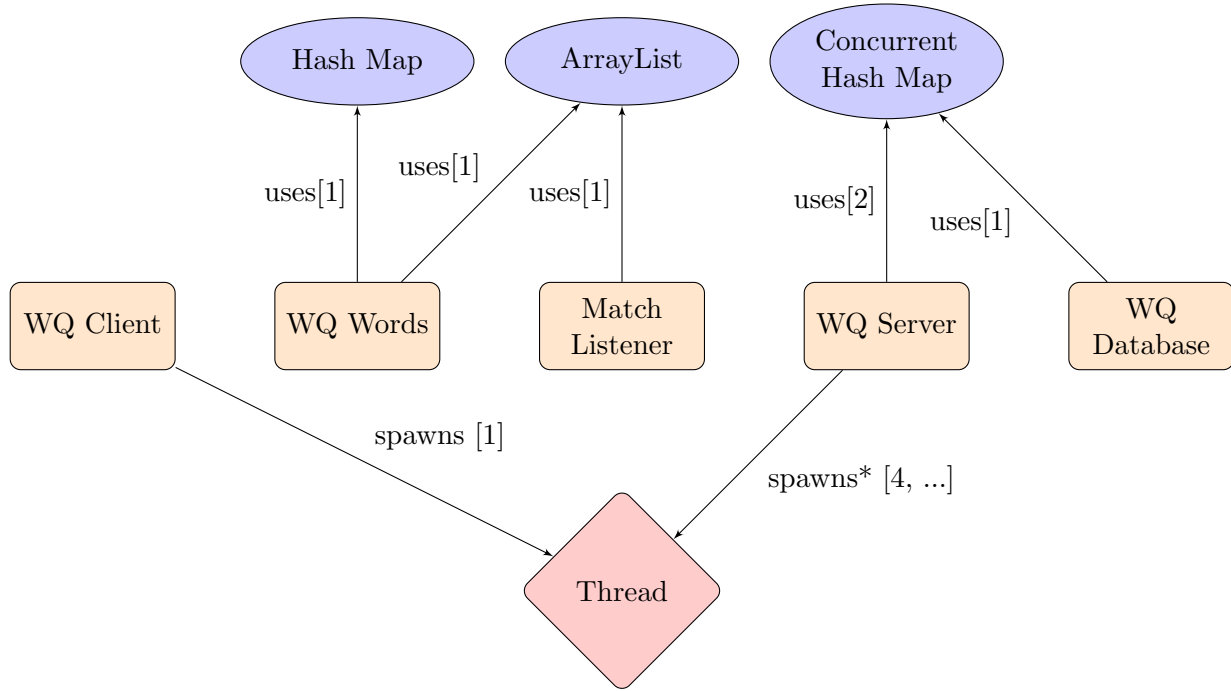 Hash Map
ArrayList
Concurrent
Hash Map
uses[1]
uses[1]
uses[1]
uses[2]
uses[1]
WQ Client
WQ Words
Match
Listener
WQ Server
WQ
Database
spawns [1]
spawns* [4, ...]
Thread